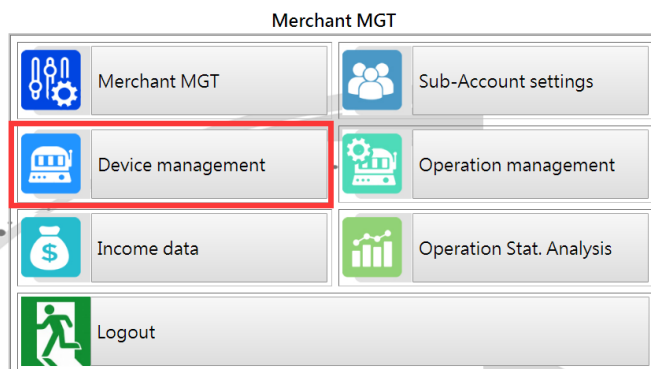 Merchant MGT
Merchant MGT
Sub-Account settings
Device management
Operation management
Income data
Operation Stat. Analysis
Logout